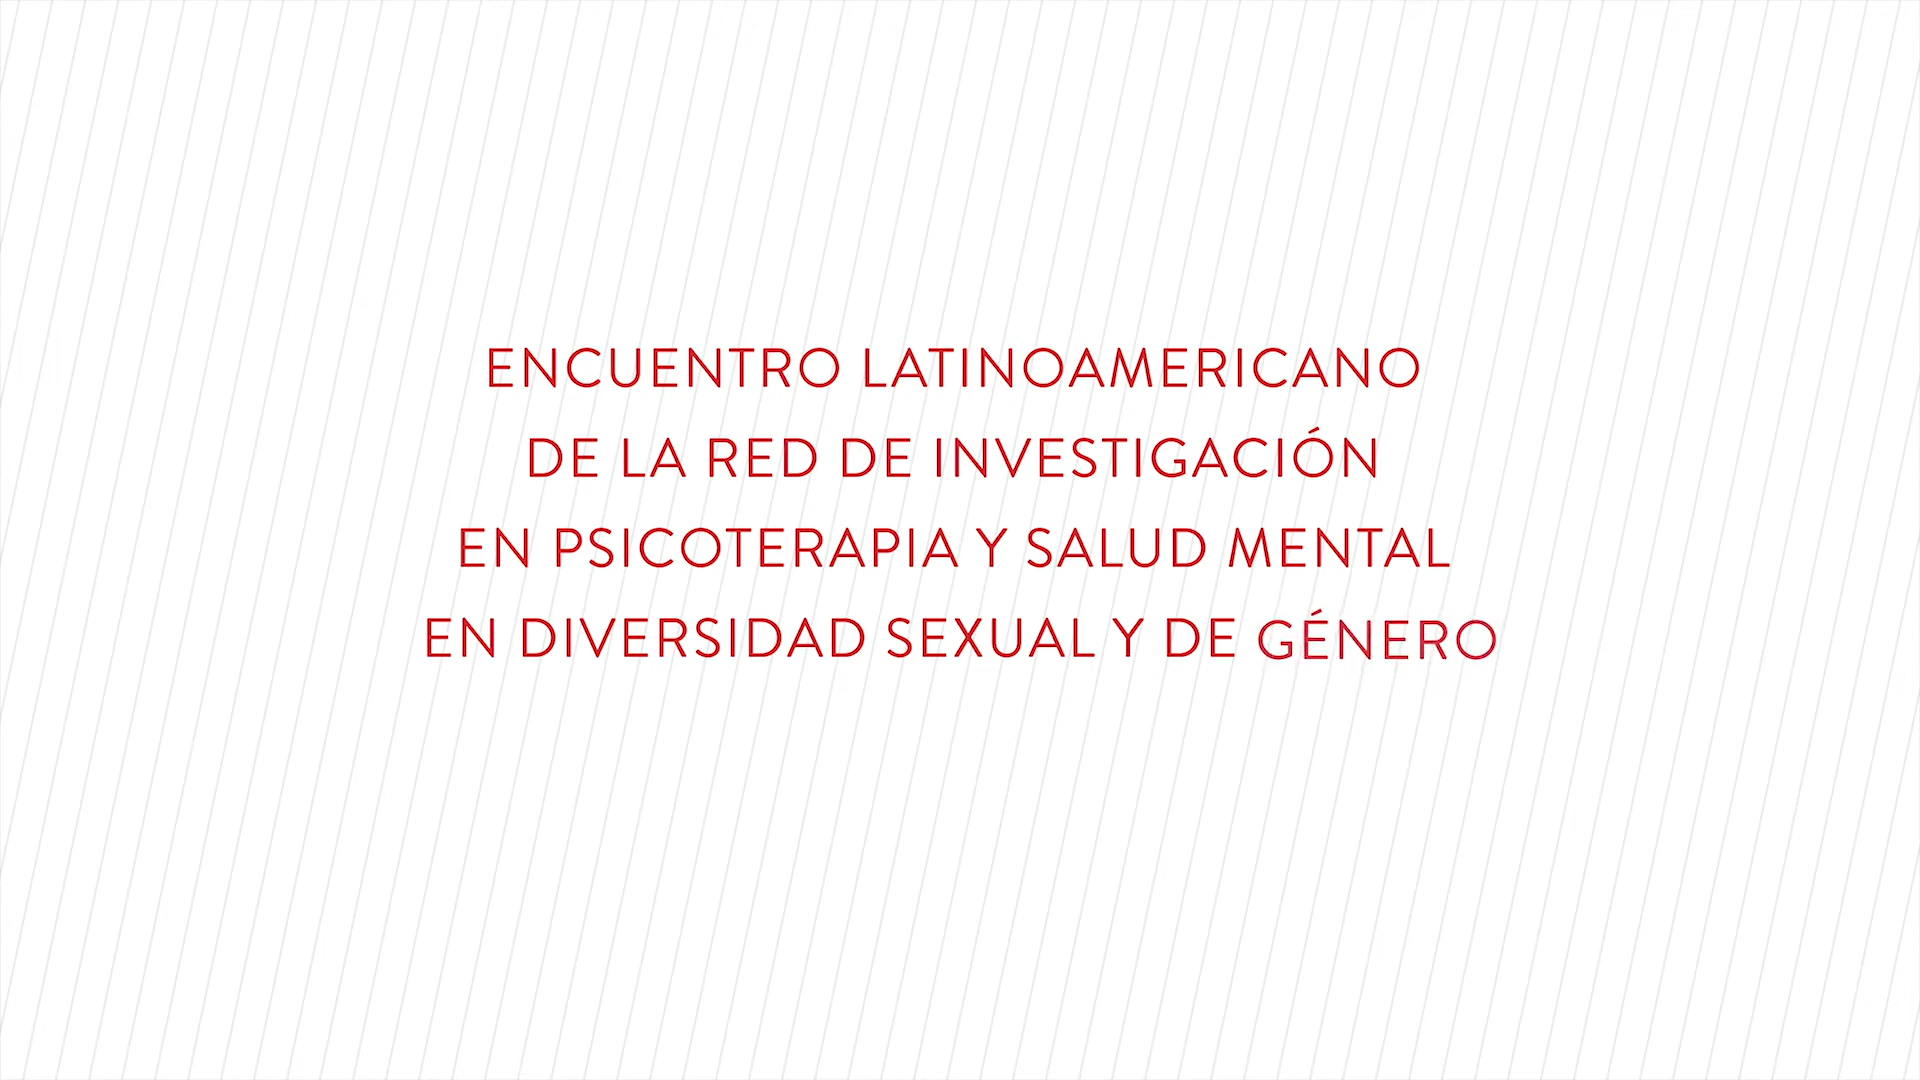 ENCUENTRO LATINOAMERICANO
DE LA RED DE INVESTIGACIÓN
EN PSICOTERAPIA Y SALUD MENTAL
EN DIVERSIDAD SEXUAL Y DE GÉNERO